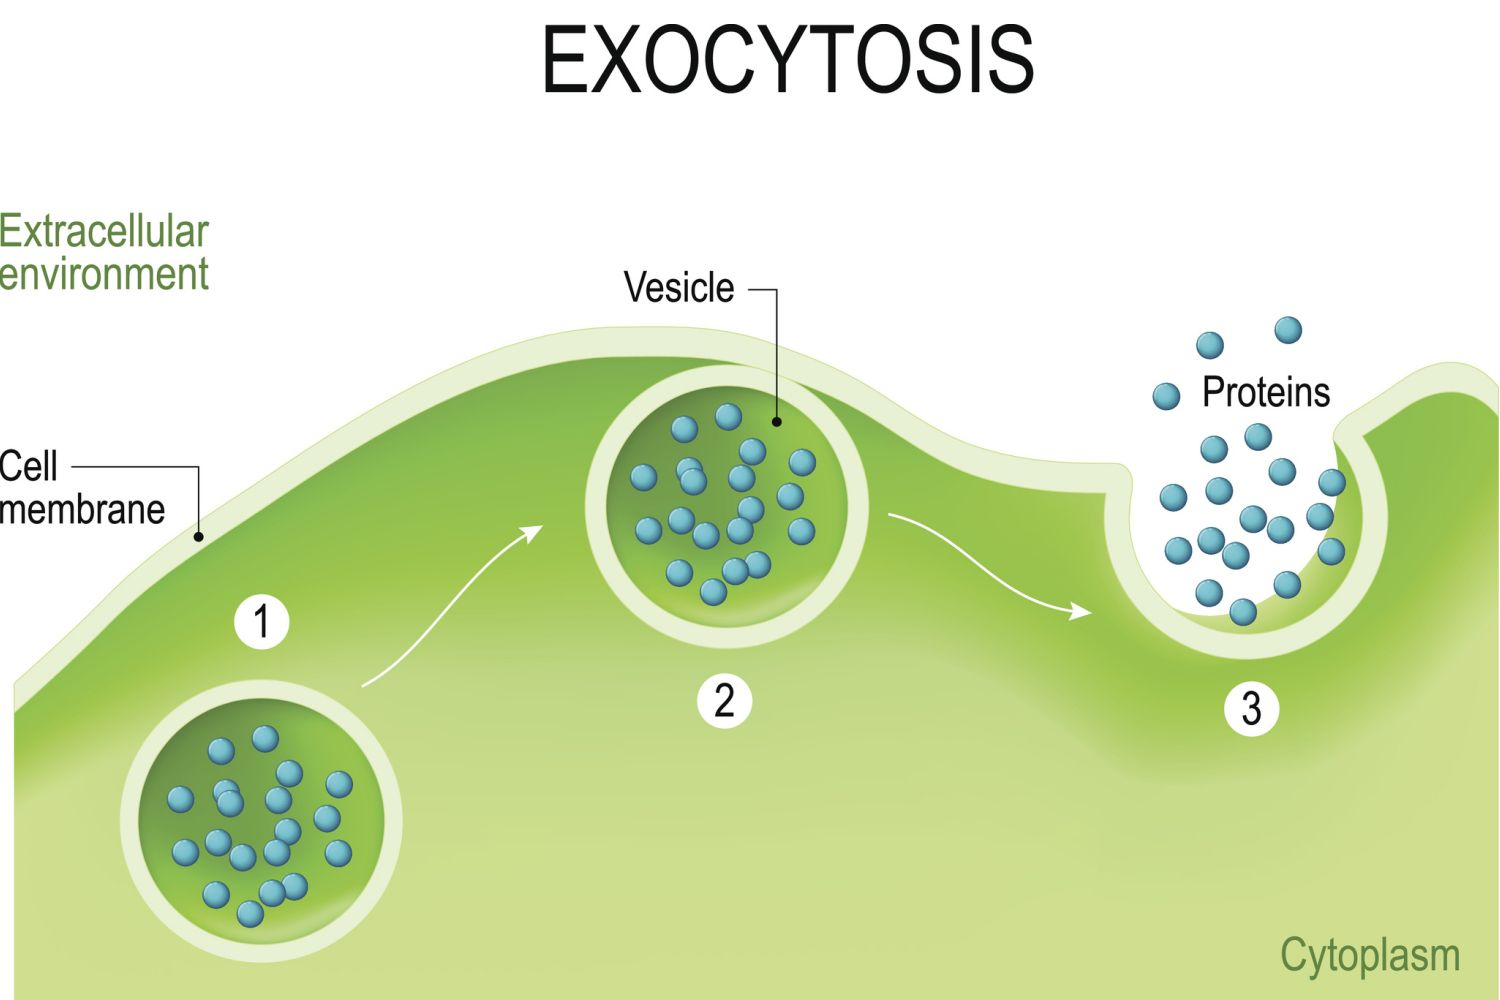 EXOCYTOSIS
Extracellular
environment
Vesicle
Proteins
Cell
membrane
1
2
3
Cytoplasm